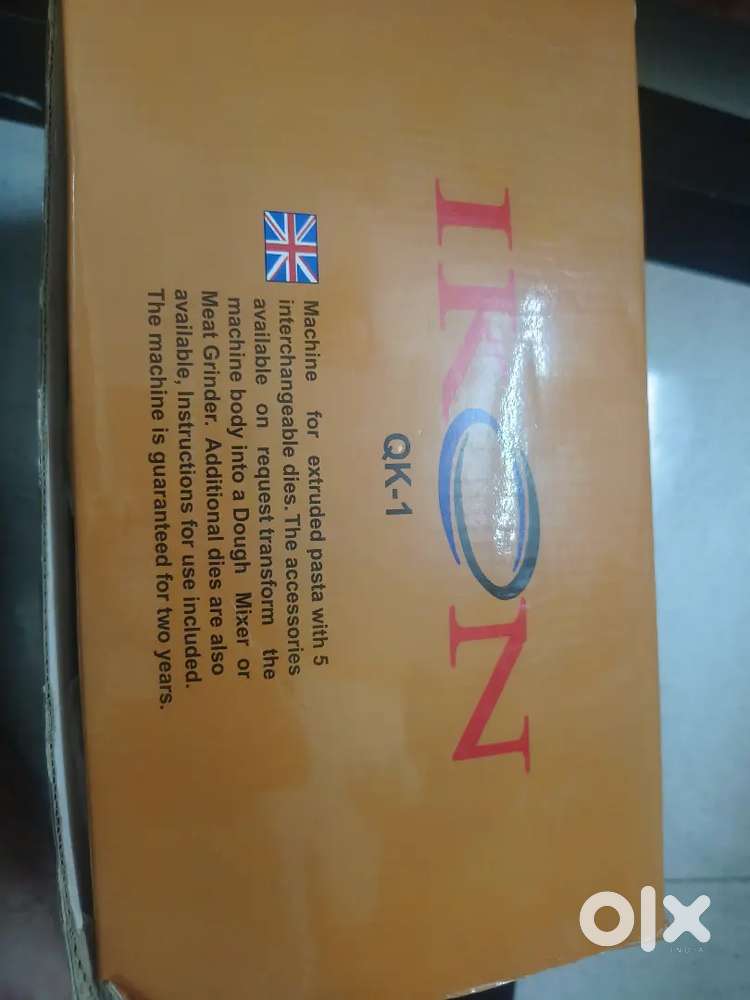 IKON
QK-1
Machine for extruded pasta with 5
interchangeable dies. The accessories
available on request transform the
machine body into a Dough Mixer or
Meat Grinder. Additional dies are also
available, Instructions for use included.
The machine is guaranteed for two years.
olx
INDIA